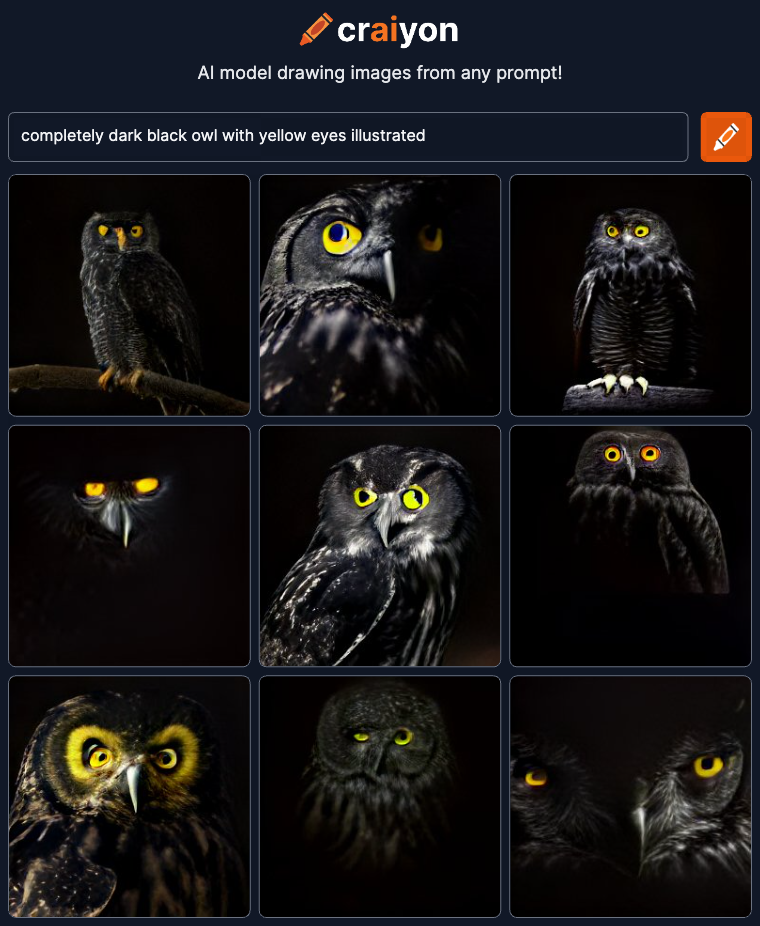 craiyon
AI model drawing images from any prompt!
completely dark black owl with yellow eyes illustrated